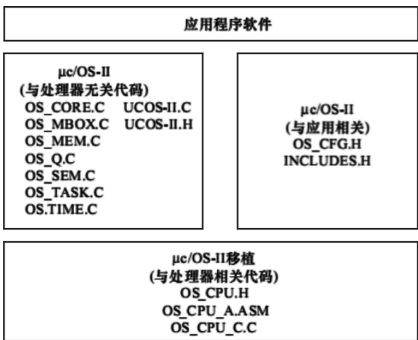 应用程序软件
μc/OS-II
(与处理器无关代码)
OS_CORE.C UCOS-II.C
OS_MBOX.C UCOS-II.H
OS_MEM.C
OS_Q.C
OS_SEM.C
OS_TASK.C
OS.TIME.C
μc/OS-II
(与应用相关)
OS_CFG.H
INCLUDES.H
μc/OS-II移植
(与处理器相关代码)
OS_CPU.H
OS_CPU_A.ASM
OS_CPU_C.C